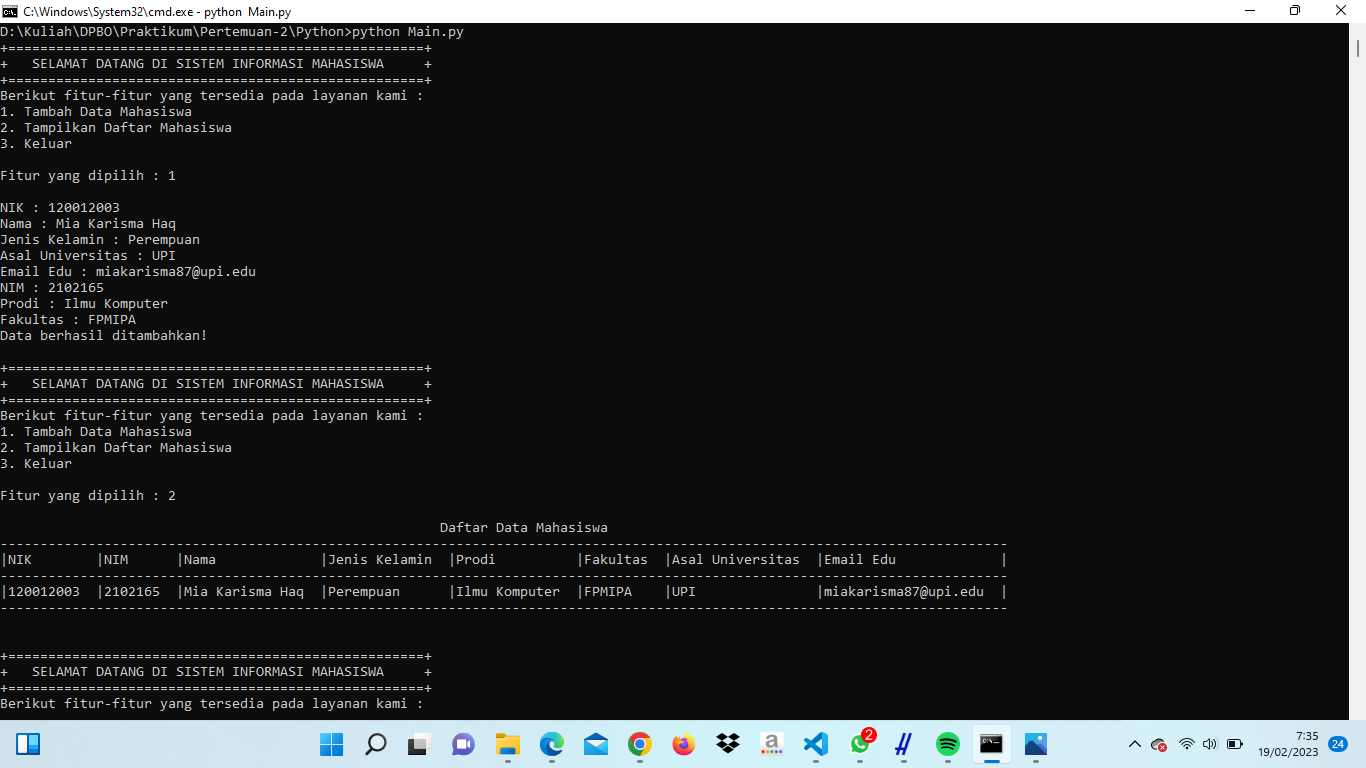 C:\Windows\System32\cmd.exe - python  Main.py
D:\Kuliah\DPBO\Praktikum\Pertemuan-2\Python>python Main.py
+====================================================+
+   SELAMAT DATANG DI SISTEM INFORMASI MAHASISWA     +
+====================================================+
Berikut fitur-fitur yang tersedia pada layanan kami :
1. Tambah Data Mahasiswa
2. Tampilkan Daftar Mahasiswa
3. Keluar
Fitur yang dipilih : 1
NIK : 120012003
Nama : Mia Karisma Haq
Jenis Kelamin : Perempuan
Asal Universitas : UPI
Email Edu : miakarisma87@upi.edu
NIM : 2102165
Prodi : Ilmu Komputer
Fakultas : FPMIPA
Data berhasil ditambahkan!
+====================================================+
+   SELAMAT DATANG DI SISTEM INFORMASI MAHASISWA     +
+====================================================+
Berikut fitur-fitur yang tersedia pada layanan kami :
1. Tambah Data Mahasiswa
2. Tampilkan Daftar Mahasiswa
3. Keluar
Fitur yang dipilih : 2
Daftar Data Mahasiswa
------------------------------------------------------------------------------------------------------------------------------
|NIK        |NIM      |Nama             |Jenis Kelamin  |Prodi          |Fakultas  |Asal Universitas  |Email Edu             |
------------------------------------------------------------------------------------------------------------------------------
|120012003  |2102165  |Mia Karisma Haq  |Perempuan      |Ilmu Komputer  |FPMIPA    |UPI               |miakarisma87@upi.edu  |
------------------------------------------------------------------------------------------------------------------------------
+====================================================+
+   SELAMAT DATANG DI SISTEM INFORMASI MAHASISWA     +
+====================================================+
Berikut fitur-fitur yang tersedia pada layanan kami :
a
2
7:35
19/02/2023
24